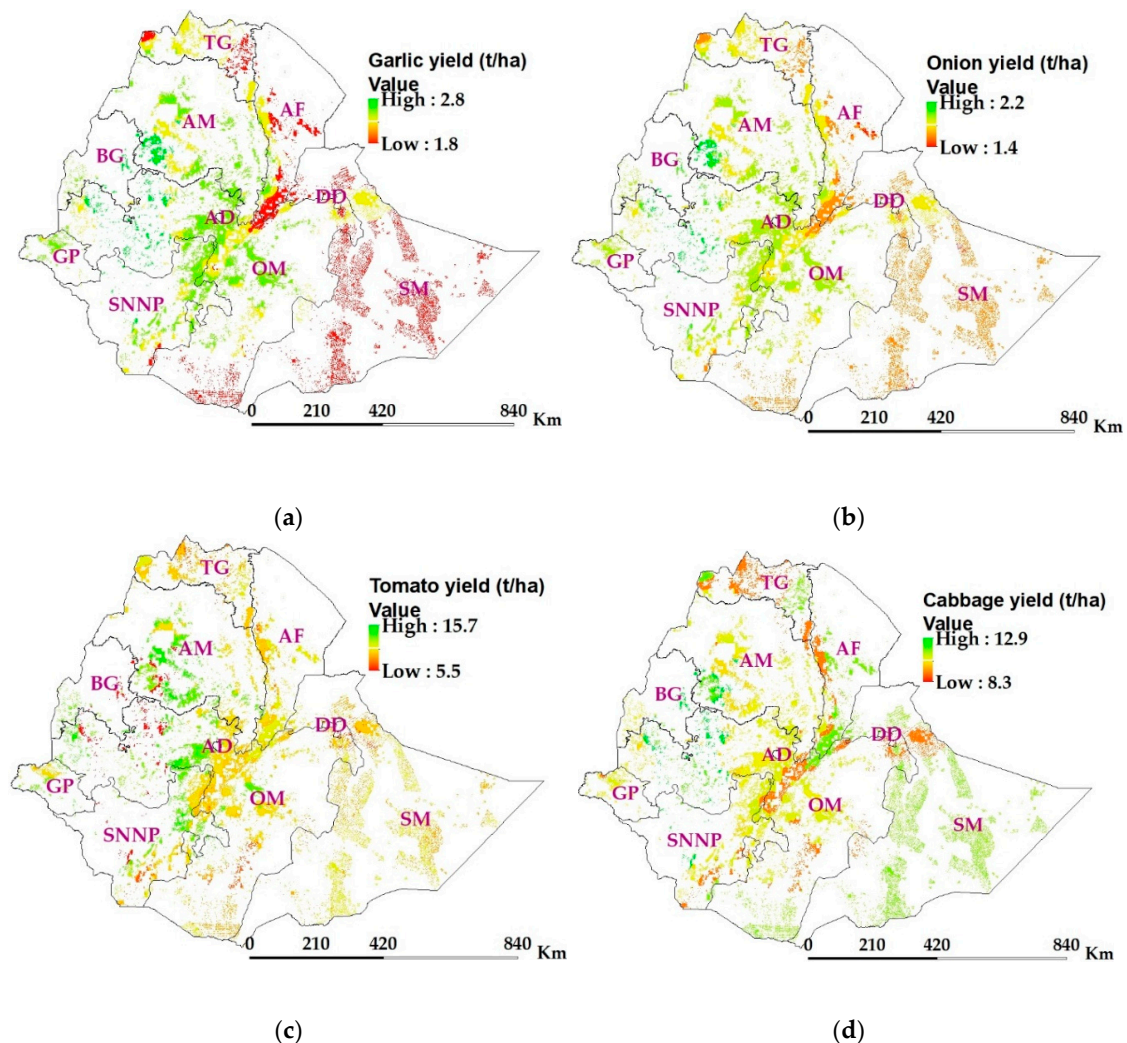 Garlic yield (t/ha)
Value
High : 2.8
Low : 1.8
TG
AF
AM
BG
DD
AD
GP
OM
SM
SNNP
0 210 420 840 Km
(a)
Onion yield (t/ha)
Value
High : 2.2
Low : 1.4
TG
AF
AM
BG
DD
AD
GP
OM
SM
SNNP
0 210 420 840 Km
(b)
Tomato yield (t/ha)
Value
High : 15.7
Low : 5.5
TG
AF
AM
BG
DD
AD
GP
OM
SM
SNNP
0 210 420 840 Km
(c)
Cabbage yield (t/ha)
Value
High : 12.9
Low : 8.3
TG
AF
AM
BG
DD
AD
GP
OM
SM
SNNP
0 210 420 840 Km
(d)